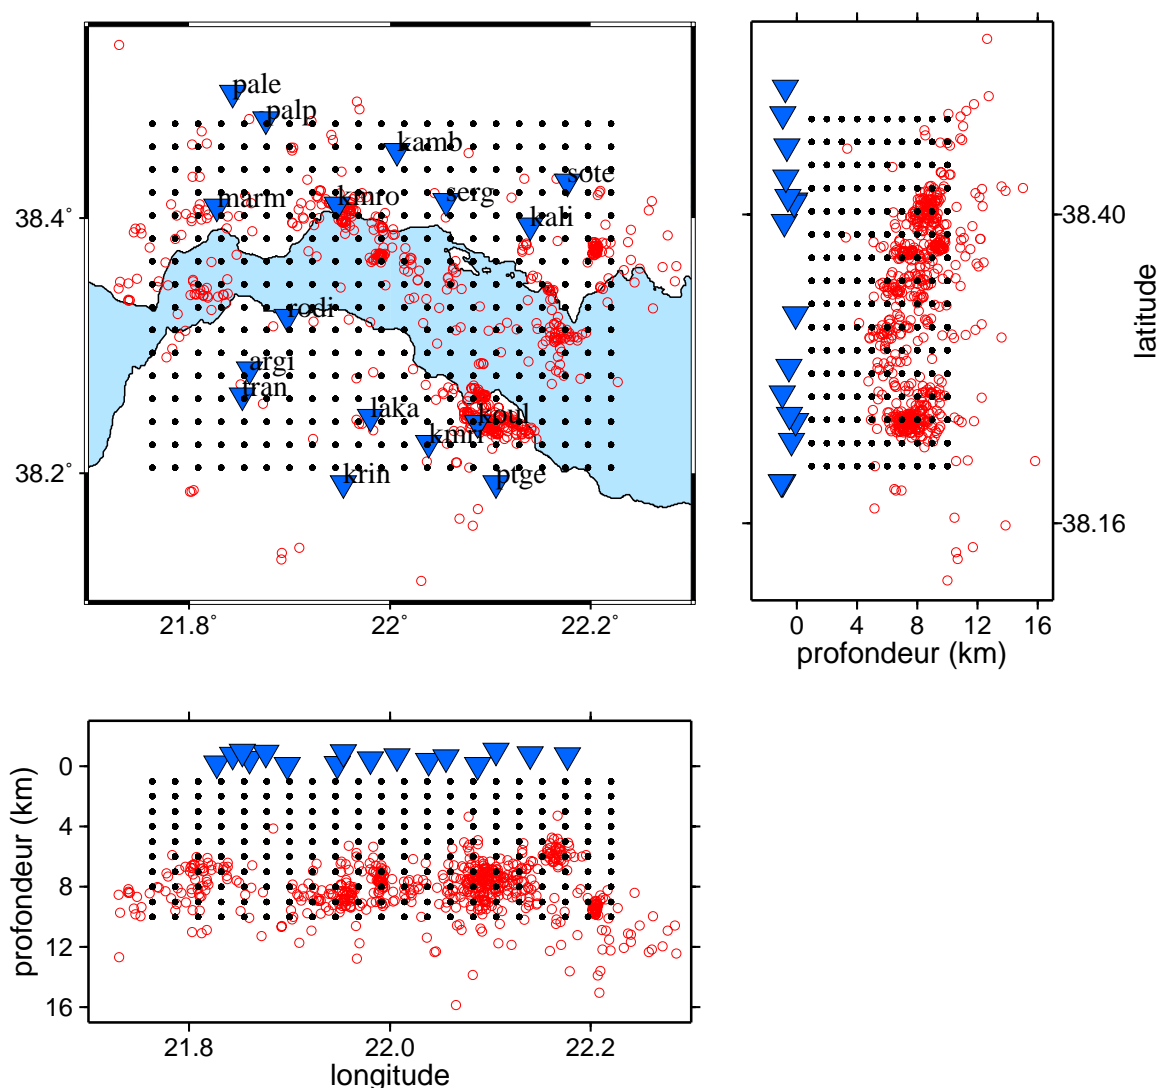 pale
palp
kamb
sote
marm
kmro
serg
kali
rodi
argi
tran
laka
koul
kmri
krin
ptge
38.4˚
38.2˚
21.8˚
22˚
22.2˚
38.40
38.16
latitude
0
4
8
12
16
profondeur (km)
0
4
8
12
16
profondeur (km)
21.8
22.0
22.2
longitude